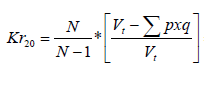 Kr₂₀ = N / (N − 1) * [(Vₜ − ∑ pxq) / Vₜ]